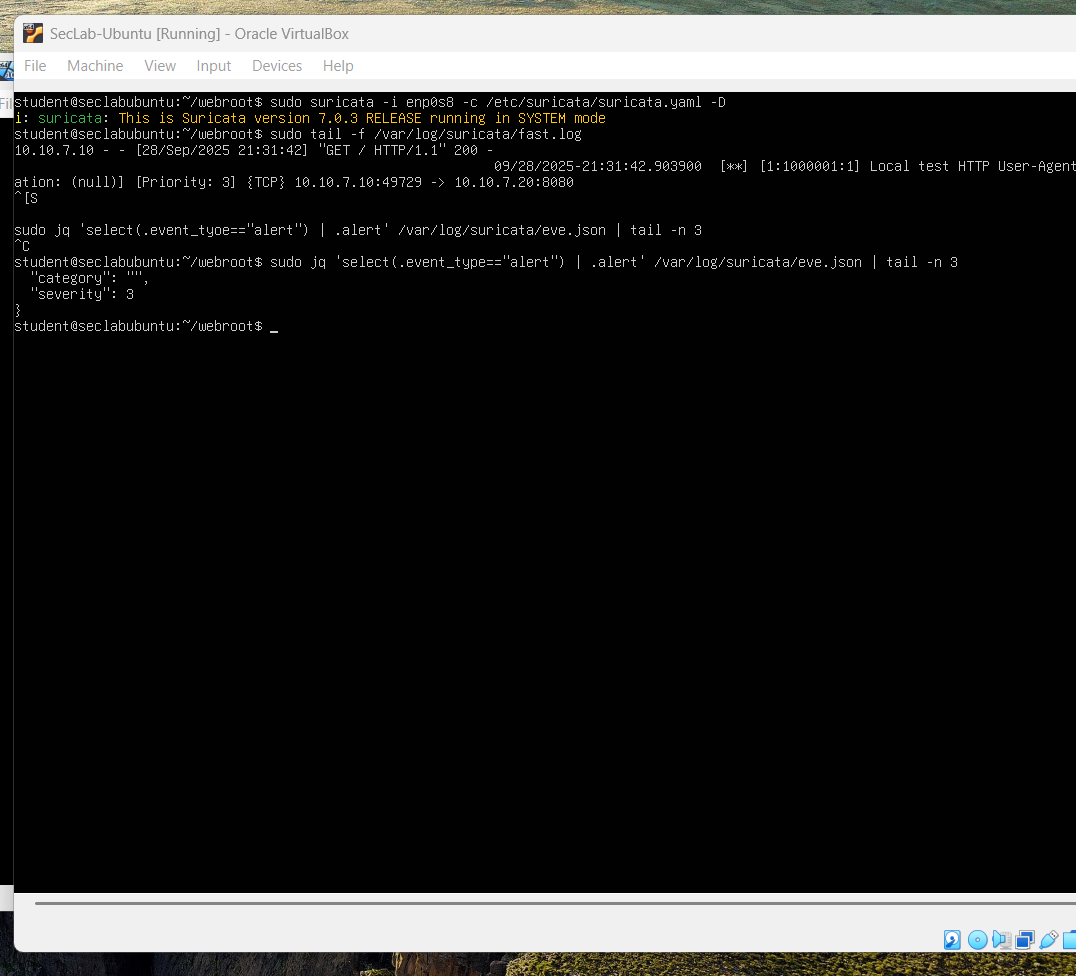 SecLab-Ubuntu [Running] - Oracle VirtualBox
File Machine View Input Devices Help
student@seclabubuntu:~/webroot$ sudo suricata -i enp0s8 -c /etc/suricata/suricata.yaml -D
i: suricata: This is Suricata version 7.0.3 RELEASE running in SYSTEM mode
student@seclabubuntu:~/webroot$ sudo tail -f /var/log/suricata/fast.log
10.10.7.10 - - [28/Sep/2025 21:31:42] "GET / HTTP/1.1" 200 -
09/28/2025-21:31:42.903900 [**] [1:1000001:1] Local test HTTP User-Agent
ation: (null)] [Priority: 3] {TCP} 10.10.7.10:49729 -> 10.10.7.20:8080
^[S
sudo jq 'select(.event_tyoe=="alert") | .alert' /var/log/suricata/eve.json | tail -n 3
^C
student@seclabubuntu:~/webroot$ sudo jq 'select(.event_type=="alert") | .alert' /var/log/suricata/eve.json | tail -n 3
"category": "",
"severity": 3
}
student@seclabubuntu:~/webroot$ _